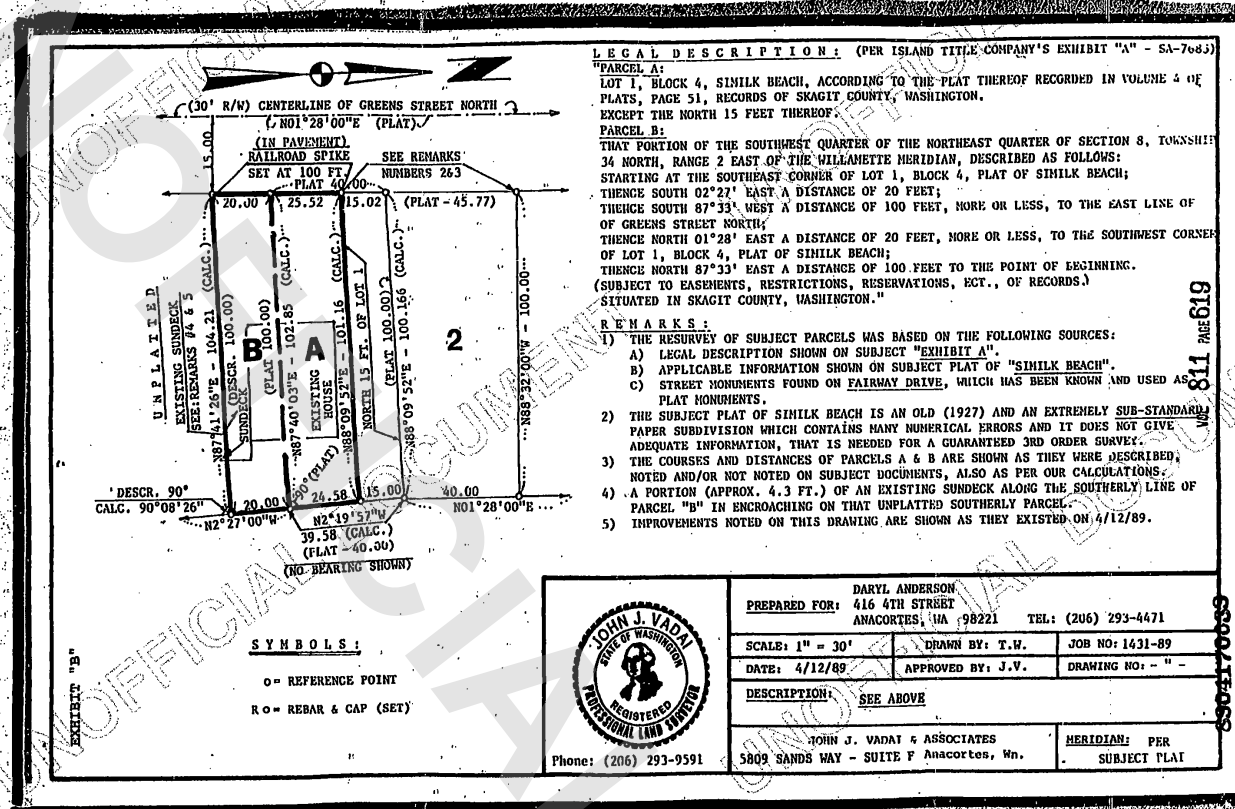 LEGAL DESCRIPTION: (PER ISLAND TITLE COMPANY'S EXHIBIT "A" - SA-7683)
"PARCEL A:
LOT 1, BLOCK 4, SIMILK BEACH, ACCORDING TO THE PLAT THEREOF RECORDED IN VOLUME 4 OF
PLATS, PAGE 51, RECORDS OF SKAGIT COUNTY, WASHINGTON.
EXCEPT THE NORTH 15 FEET THEREOF.
PARCEL B:
THAT PORTION OF THE SOUTHWEST QUARTER OF THE NORTHEAST QUARTER OF SECTION 8, TOWNSHIP
34 NORTH, RANGE 2 EAST OF THE WILLAMETTE MERIDIAN, DESCRIBED AS FOLLOWS:
STARTING AT THE SOUTHEAST CORNER OF LOT 1, BLOCK 4, PLAT OF SIMILK BEACH;
THENCE SOUTH 02°27' EAST A DISTANCE OF 20 FEET;
THENCE SOUTH 87°33' WEST A DISTANCE OF 100 FEET, MORE OR LESS, TO THE EAST LINE OF
OF GREENS STREET NORTH;
THENCE NORTH 01°28' EAST A DISTANCE OF 20 FEET, MORE OR LESS, TO THE SOUTHWEST CORNER
OF LOT 1, BLOCK 4, PLAT OF SIMILK BEACH;
THENCE NORTH 87°33' EAST A DISTANCE OF 100 FEET TO THE POINT OF BEGINNING.
(SUBJECT TO EASEMENTS, RESTRICTIONS, RESERVATIONS, ECT., OF RECORDS.)
SITUATED IN SKAGIT COUNTY, WASHINGTON."
REMARKS:
1) THE RESURVEY OF SUBJECT PARCELS WAS BASED ON THE FOLLOWING SOURCES:
A) LEGAL DESCRIPTION SHOWN ON SUBJECT "EXHIBIT A".
B) APPLICABLE INFORMATION SHOWN ON SUBJECT PLAT OF "SIMILK BEACH".
C) STREET MONUMENTS FOUND ON FAIRWAY DRIVE, WHICH HAS BEEN KNOWN AND USED AS
PLAT MONUMENTS.
2) THE SUBJECT PLAT OF SIMILK BEACH IS AN OLD (1927) AND AN EXTREMELY SUB-STANDARD
PAPER SUBDIVISION WHICH CONTAINS MANY NUMERICAL ERRORS AND IT DOES NOT GIVE
ADEQUATE INFORMATION, THAT IS NEEDED FOR A GUARANTEED 3RD ORDER SURVEY.
3) THE COURSES AND DISTANCES OF PARCELS A & B ARE SHOWN AS THEY WERE DESCRIBED,
NOTED AND/OR NOT NOTED ON SUBJECT DOCUMENTS, ALSO AS PER OUR CALCULATIONS.
4) A PORTION (APPROX. 4.3 FT.) OF AN EXISTING SUNDECK ALONG THE SOUTHERLY LINE OF
PARCEL "B" IN ENCROACHING ON THAT UNPLATTED SOUTHERLY PARCEL.
5) IMPROVEMENTS NOTED ON THIS DRAWING ARE SHOWN AS THEY EXISTED ON 4/12/89.
VOL 811 PAGE 619
8904170039
(30' R/W) CENTERLINE OF GREENS STREET NORTH
N01°28'00"E (PLAT)
15.00
(IN PAVEMENT)
RAILROAD SPIKE
SET AT 100 FT.
SEE REMARKS
NUMBERS 2&3
PLAT 40.00
20.00 25.52 15.02 (PLAT - 45.77)
UNPLATTED
EXISTING SUNDECK
SEE:REMARKS #4 & 5
N87°41'26"E - 104.21 (CALC.)
(DESCR. 100.00)
SUNDECK
B
(PLAT 100.00)
N87°40'03"E - 102.85 (CALC.)
A
EXISTING
HOUSE
N88°09'52"E - 101.16 (CALC.)
NORTH 15 FT. OF LOT 1
(PLAT 100.00)
N88°09'52"E - 100.166 (CALC.)
2
N88°32'00"W - 100.00
DESCR. 90°
CALC. 90°08'26"
90° (PLAT)
20.00 24.58 15.00 40.00
N2°27'00"W N2°19'57"W N01°28'00"E
39.58 (CALC.)
(PLAT - 40.00)
(NO BEARING SHOWN)
SYMBOLS:
O= REFERENCE POINT
R O= REBAR & CAP (SET)
EXHIBIT "B"
JOHN J. VADAI
STATE OF WASHINGTON
REGISTERED
PROFESSIONAL LAND SURVEYOR
Phone: (206) 293-9591
PREPARED FOR: DARYL ANDERSON
416 4TH STREET
ANACORTES, WA 98221 TEL: (206) 293-4471
SCALE: 1" = 30' DRAWN BY: T.W. JOB NO: 1431-89
DATE: 4/12/89 APPROVED BY: J.V. DRAWING NO: - " -
DESCRIPTION: SEE ABOVE
JOHN J. VADAI & ASSOCIATES
5809 SANDS WAY - SUITE F Anacortes, Wn.
MERIDIAN: PER
SUBJECT PLAT
UNOFFICIAL DOCUMENT
UNOFFICIAL DOCUMENT
UNOFFICIAL DOCUMENT